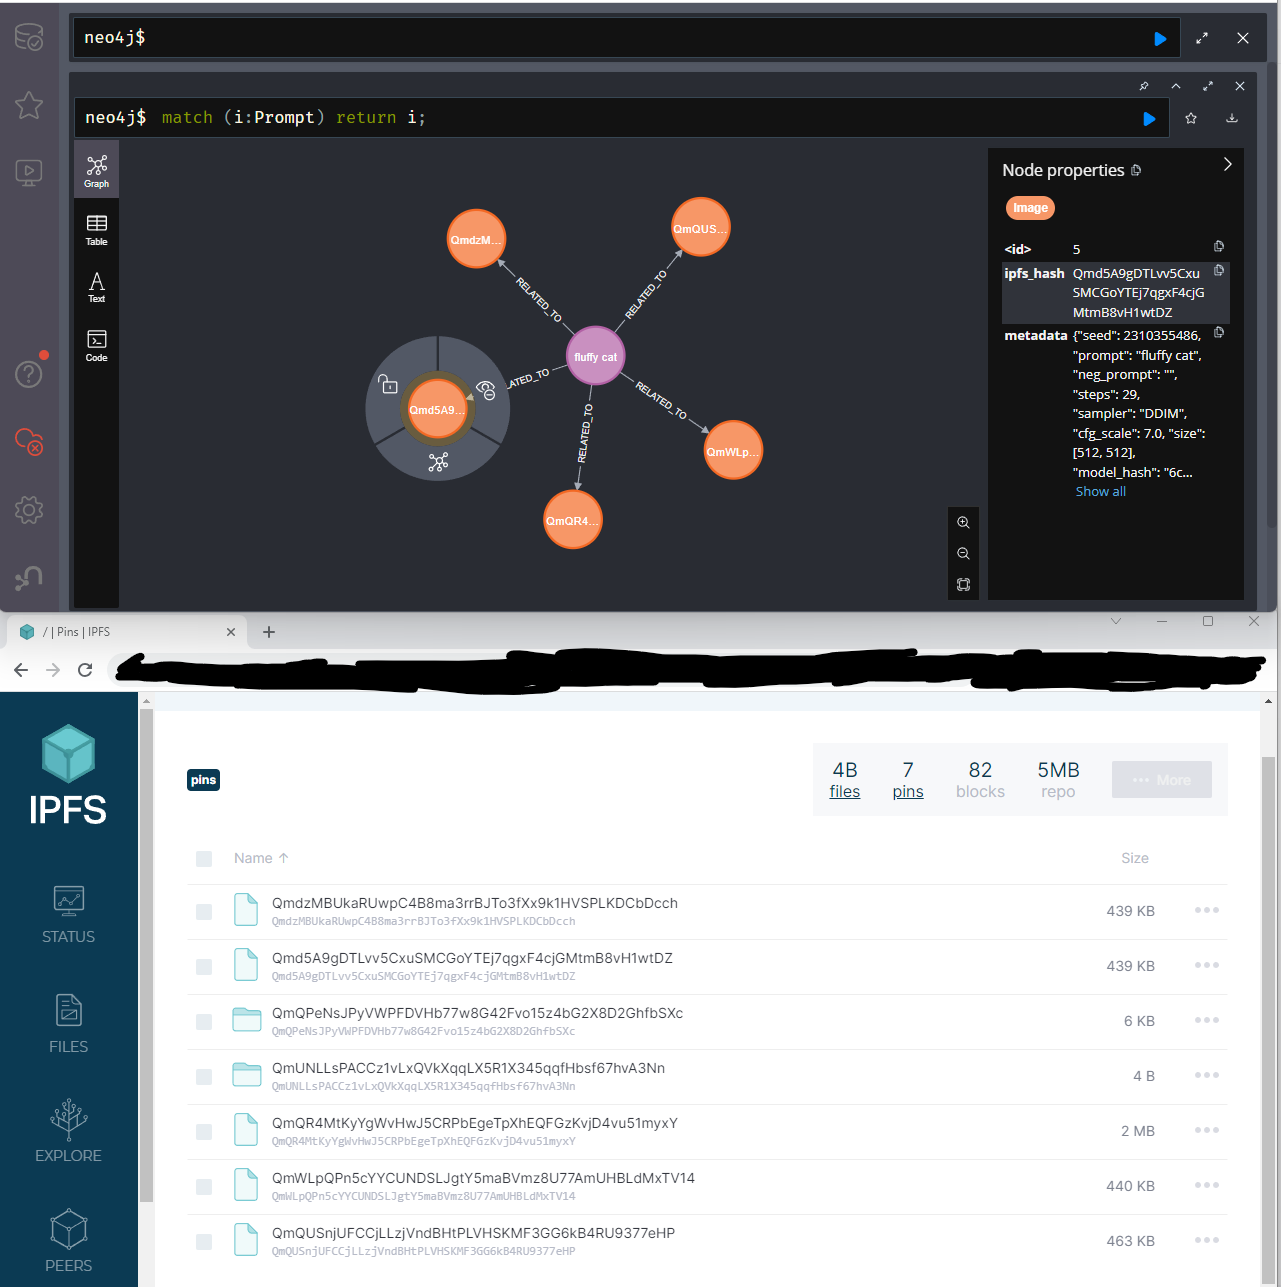 neo4j$
neo4j$ match (i:Prompt) return i;
Graph
Table
Text
Code
QmdzM...
QmQUS...
RELATED_TO
RELATED_TO
fluffy cat
LATED_TO
Qmd5A9...
RELATED_TO
RELATED_TO
QmWLp...
QmQR4...
Node properties
Image
<id> 5
ipfs_hash Qmd5A9gDTLvv5Cxu
SMCGoYTEj7qgxF4cjG
MtmB8vH1wtDZ
metadata {"seed": 2310355486,
"prompt": "fluffy cat",
"neg_prompt": "",
"steps": 29,
"sampler": "DDIM",
"cfg_scale": 7.0, "size":
[512, 512],
"model_hash": "6c...
Show all
/ | Pins | IPFS
IPFS
STATUS
FILES
EXPLORE
PEERS
pins
4B 7 82 5MB
files pins blocks repo
••• More
Name ↑ Size
QmdzMBUkaRUwpC4B8ma3rrBJTo3fXx9k1HVSPLKDCbDcch
QmdzMBUkaRUwpC4B8ma3rrBJTo3fXx9k1HVSPLKDCbDcch
439 KB
Qmd5A9gDTLvv5CxuSMCGoYTEj7qgxF4cjGMtmB8vH1wtDZ
Qmd5A9gDTLvv5CxuSMCGoYTEj7qgxF4cjGMtmB8vH1wtDZ
439 KB
QmQPeNsJPyVWPFDVHb77w8G42Fvo15z4bG2X8D2GhfbSXc
QmQPeNsJPyVWPFDVHb77w8G42Fvo15z4bG2X8D2GhfbSXc
6 KB
QmUNLLsPACCz1vLxQVkXqqLX5R1X345qqfHbsf67hvA3Nn
QmUNLLsPACCz1vLxQVkXqqLX5R1X345qqfHbsf67hvA3Nn
4 B
QmQR4MtKyYgWvHwJ5CRPbEgeTpXhEQFGzKvjD4vu51myxY
QmQR4MtKyYgWvHwJ5CRPbEgeTpXhEQFGzKvjD4vu51myxY
2 MB
QmWLpQPn5cYYCUNDSLJgtY5maBVmz8U77AmUHBLdMxTV14
QmWLpQPn5cYYCUNDSLJgtY5maBVmz8U77AmUHBLdMxTV14
440 KB
QmQUSnjUFCCjLLzjVndBHtPLVHSKMF3GG6kB4RU9377eHP
QmQUSnjUFCCjLLzjVndBHtPLVHSKMF3GG6kB4RU9377eHP
463 KB